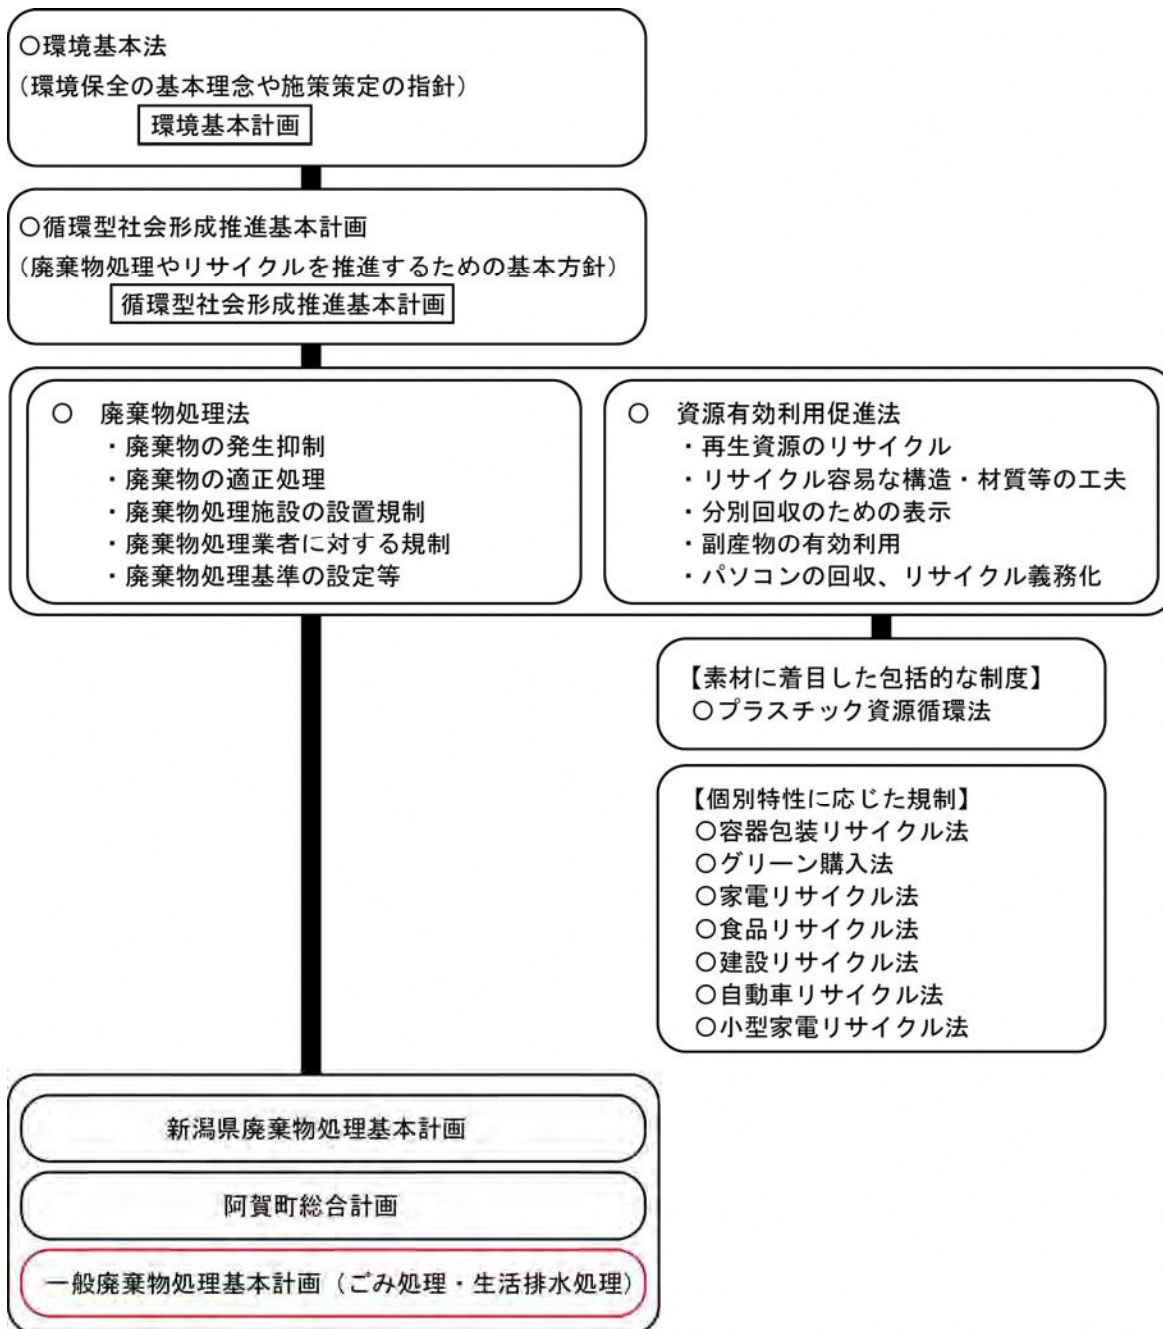 ○環境基本法
(環境保全の基本理念や施策策定の指針)
環境基本計画
○循環型社会形成推進基本計画
(廃棄物処理やリサイクルを推進するための基本方針)
循環型社会形成推進基本計画
○ 廃棄物処理法
・廃棄物の発生抑制
・廃棄物の適正処理
・廃棄物処理施設の設置規制
・廃棄物処理業者に対する規制
・廃棄物処理基準の設定等
○ 資源有効利用促進法
・再生資源のリサイクル
・リサイクル容易な構造・材質等の工夫
・分別回収のための表示
・副産物の有効利用
・パソコンの回収、リサイクル義務化
【素材に着目した包括的な制度】
○プラスチック資源循環法
【個別特性に応じた規制】
○容器包装リサイクル法
○グリーン購入法
○家電リサイクル法
○食品リサイクル法
○建設リサイクル法
○自動車リサイクル法
○小型家電リサイクル法
新潟県廃棄物処理基本計画
阿賀町総合計画
一般廃棄物処理基本計画(ごみ処理・生活排水処理)